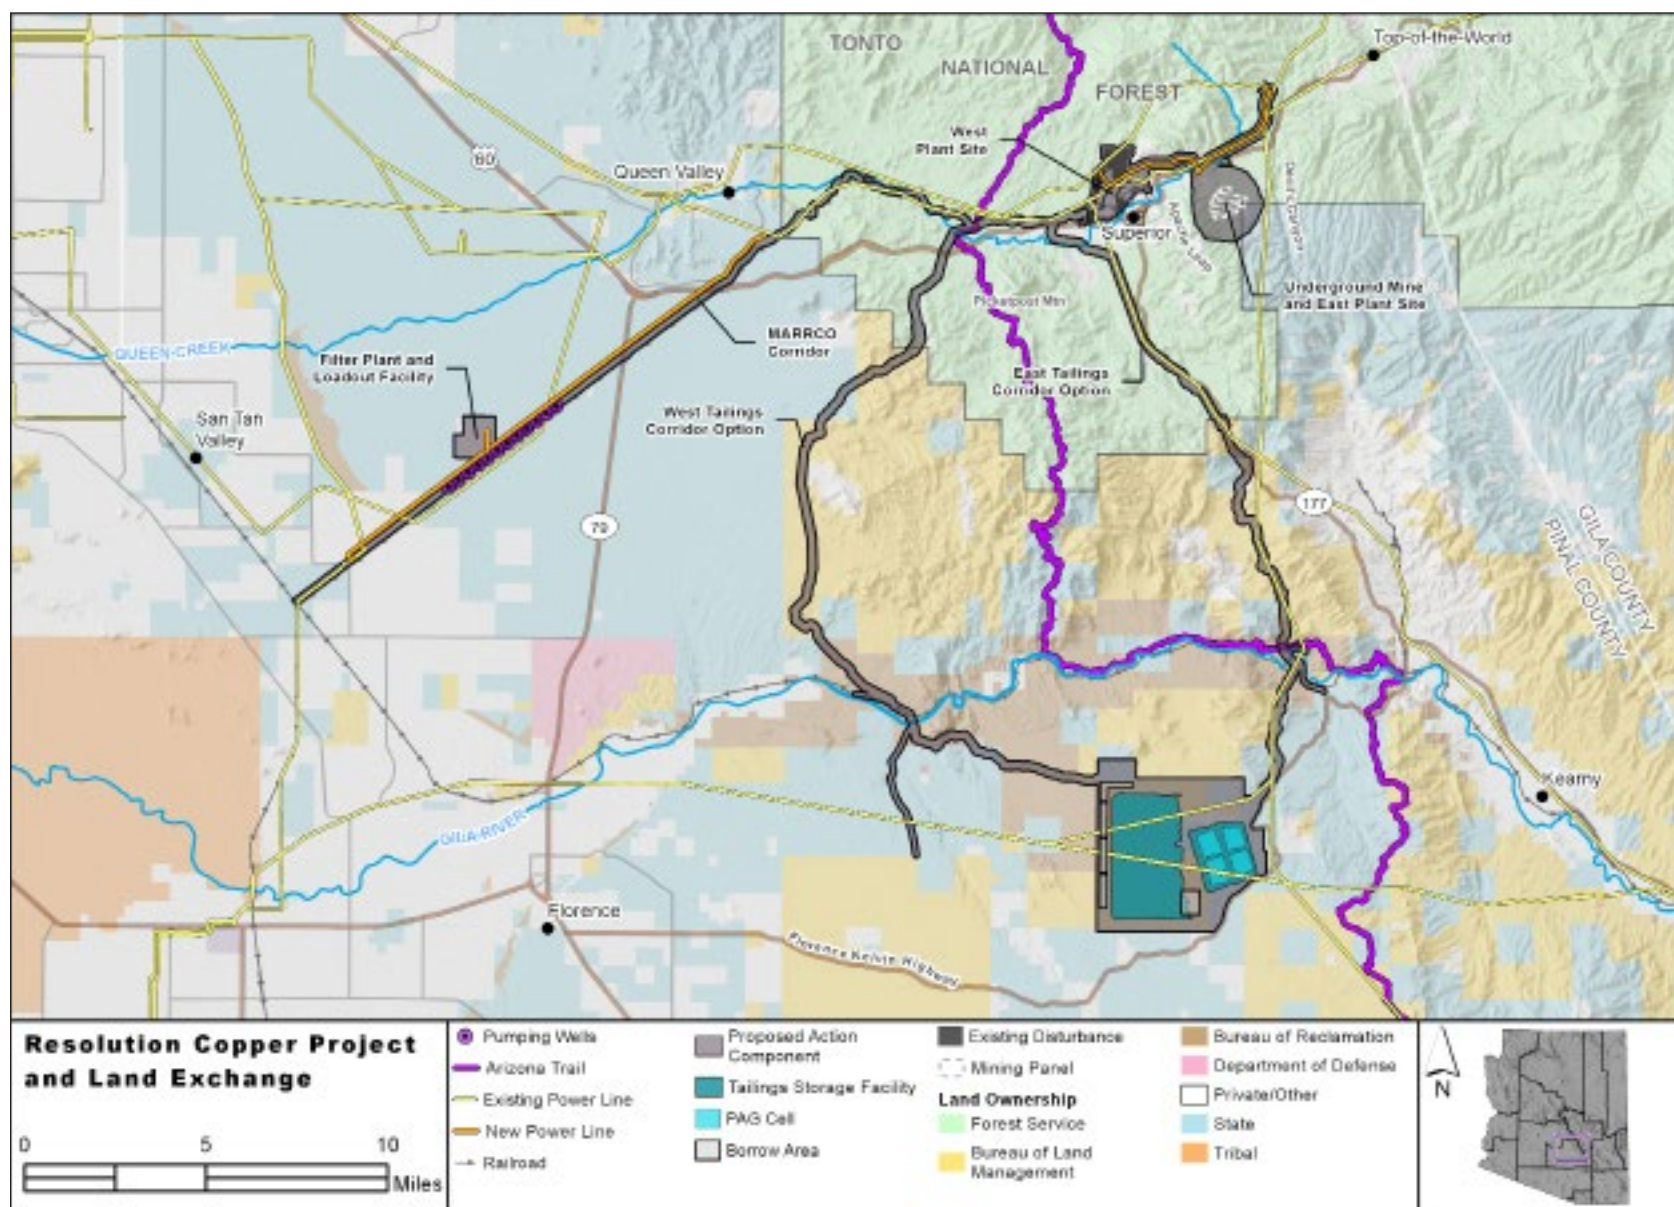 TONTO
NATIONAL
FOREST
Top-of-the-World
West
Plant Site
60
Queen Valley
Devil's Canyon
Apache Leap
Superior
Underground Mine
and East Plant Site
Picketpost Mtn
MARRCO
Corridor
QUEEN CREEK
Filter Plant and
Loadout Facility
East Tailings
Corridor Option
West Tailings
Corridor Option
San Tan
Valley
79
177
GILA COUNTY
PINAL COUNTY
Kearny
GILA RIVER
Florence
Florence Kelvin Highway
Resolution Copper Project
and Land Exchange
0 5 10
Miles
Pumping Wells
Arizona Trail
Existing Power Line
New Power Line
Railroad
Proposed Action
Component
Tailings Storage Facility
PAG Cell
Borrow Area
Existing Disturbance
Mining Panel
Land Ownership
Forest Service
Bureau of Land
Management
Bureau of Reclamation
Department of Defense
Private/Other
State
Tribal
N